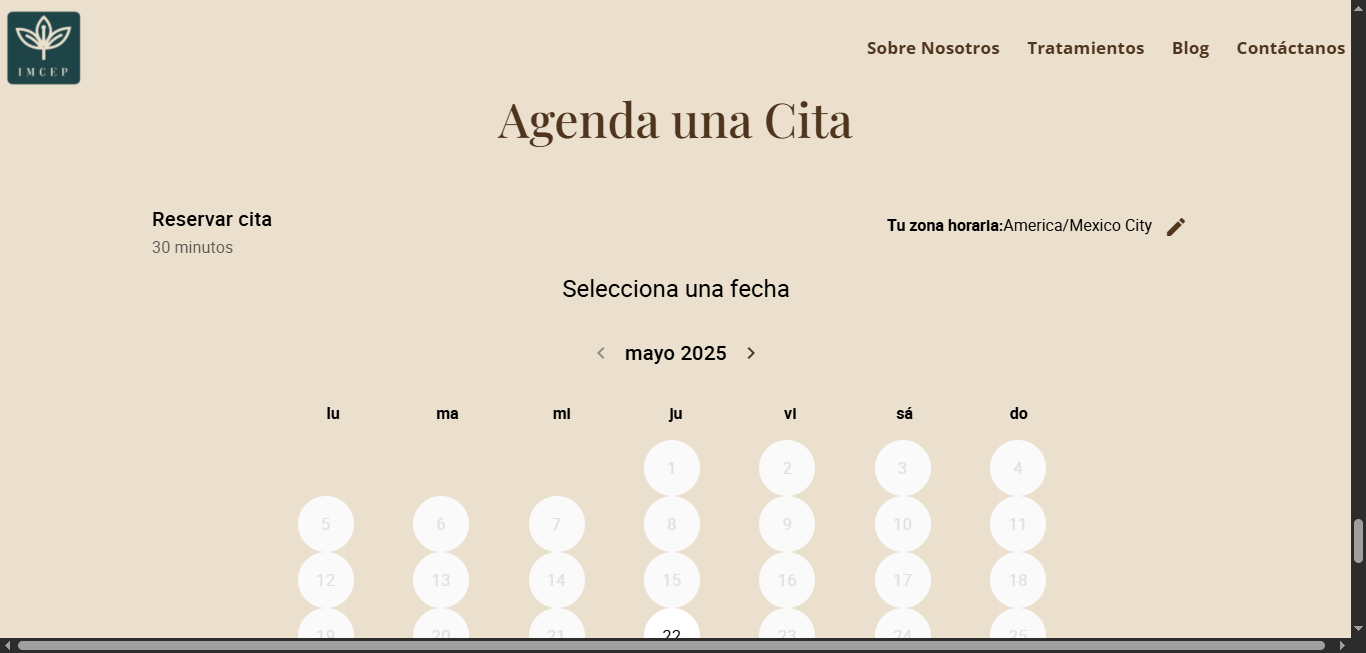 IMCEP
Sobre Nosotros Tratamientos Blog Contáctanos
Agenda una Cita
Reservar cita
30 minutos
Tu zona horaria:America/Mexico City
Selecciona una fecha
mayo 2025
lu ma mi ju vi sá do
1 2 3 4
5 6 7 8 9 10 11
12 13 14 15 16 17 18
19 20 21 22 23 24 25